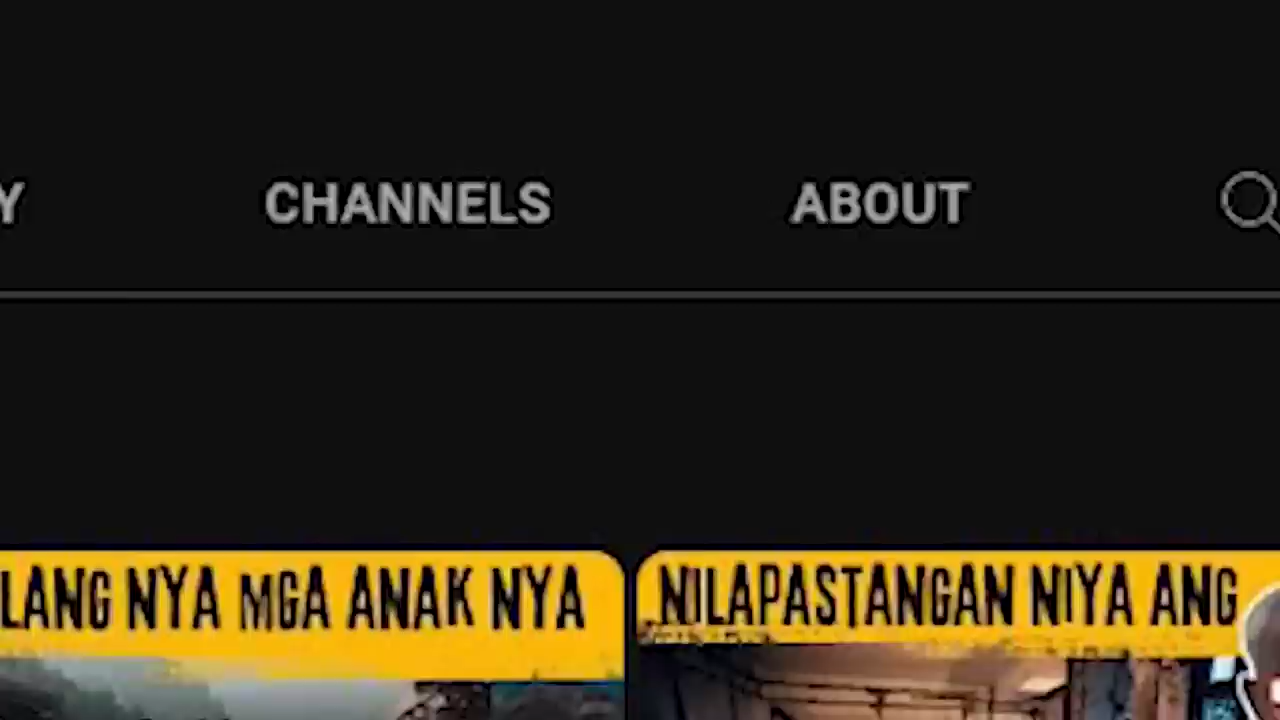 Y CHANNELS ABOUT
LANG NYA MGA ANAK NYA
NILAPASTANGAN NIYA ANG